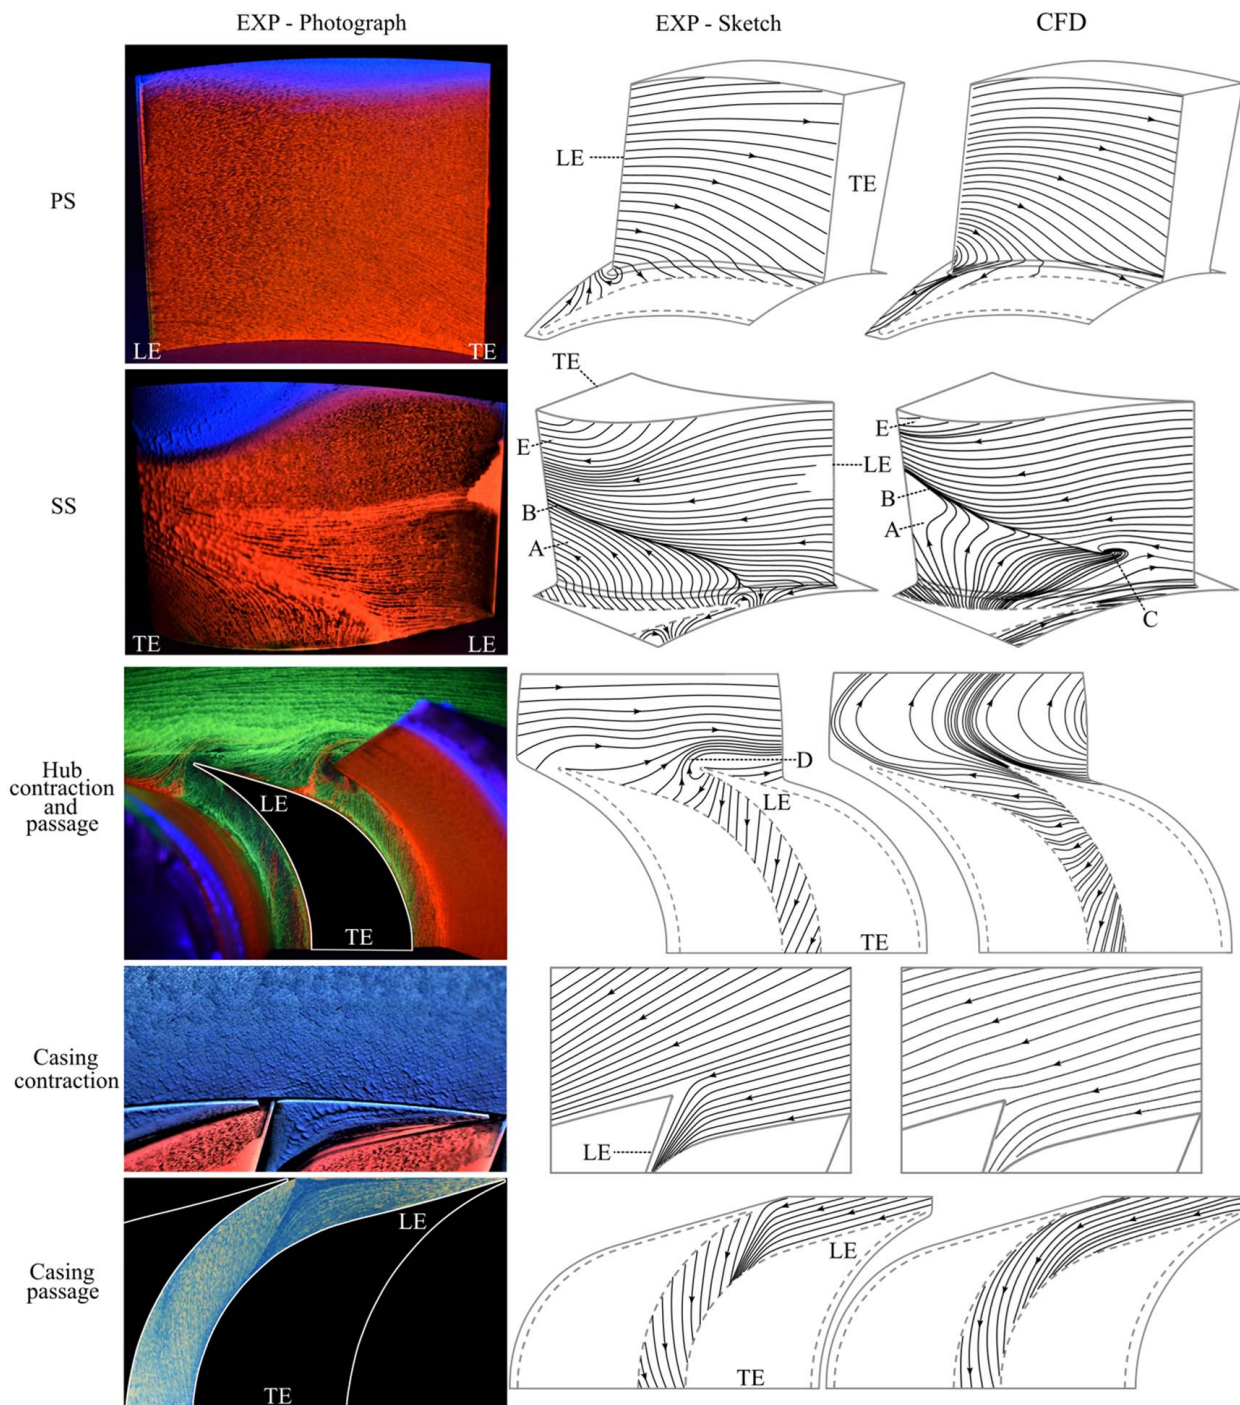 EXP - Photograph
EXP - Sketch
CFD
PS
LE
TE
LE
TE
SS
TE
LE
TE
E
B
A
LE
E
B
A
C
Hub
contraction
and
passage
LE
TE
D
LE
TE
Casing
contraction
LE
Casing
passage
LE
TE
LE
TE